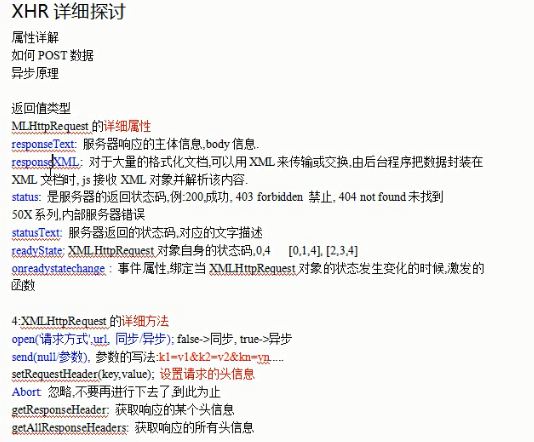 XHR 详细探讨
属性详解
如何 POST 数据
异步原理
返回值类型
MLHttpRequest 的详细属性
responseText: 服务器响应的主体信息,body 信息.
responseXML: 对于大量的格式化文档,可以用 XML 来传输或交换,由后台程序把数据封装在
XML 文档时, js 接收 XML 对象并解析该内容.
status: 是服务器的返回状态码,例:200,成功, 403 forbidden 禁止, 404 not found 未找到
50X 系列,内部服务器错误
statusText: 服务器返回的状态码,对应的文字描述
readyState: XMLHttpRequest 对象自身的状态码,0,4 [0,1,4], [2,3,4]
onreadystatechange : 事件属性,绑定当 XMLHttpRequest 对象的状态发生变化的时候,激发的
函数
4:XMLHttpRequest 的详细方法
open('请求方式',url, 同步/异步); false->同步, true->异步
send(null/参数), 参数的写法:k1=v1&k2=v2&kn=vn.....
setRequestHeader(key,value); 设置请求的头信息
Abort: 忽略,不要再进行下去了,到此为止
getResponseHeader: 获取响应的某个头信息
getAllResponseHeaders: 获取响应的所有头信息